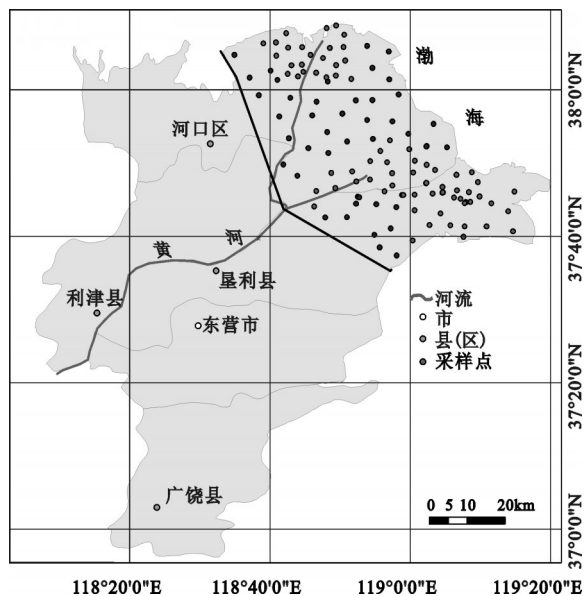 渤
海
38°0'0"N
河口区
37°40'0"N
黄 河
垦利县
利津县
东营市
河流
市
县(区)
采样点
37°20'0"N
广饶县
0 5 10 20km
37°0'0"N
118°20'0"E 118°40'0"E 119°0'0"E 119°20'0"E